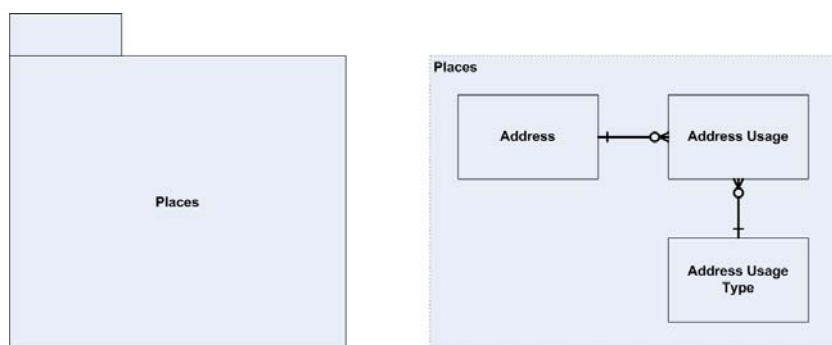 Places
Places
Address
Address Usage
Address Usage
Type